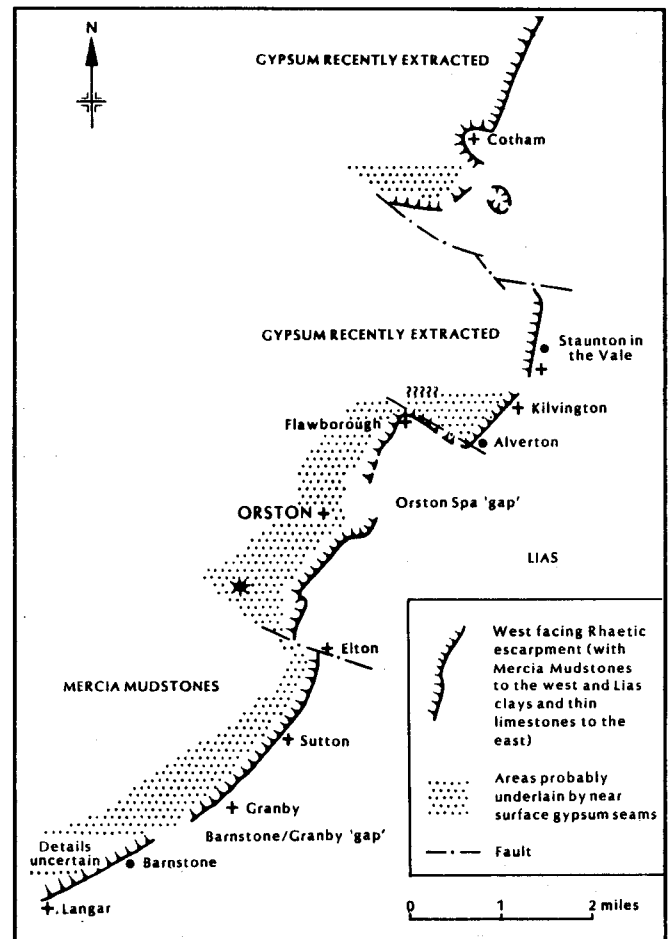 N
GYPSUM RECENTLY EXTRACTED
Cotham
GYPSUM RECENTLY EXTRACTED
Staunton in
the Vale
?????
Kilvington
Flawborough
Alverton
Orston Spa 'gap'
ORSTON
LIAS
Elton
MERCIA MUDSTONES
Sutton
Granby
Barnstone/Granby 'gap'
Details
uncertain
Barnstone
Langar
West facing Rhaetic
escarpment (with
Mercia Mudstones
to the west and Lias
clays and thin
limestones to the
east)
Areas probably
underlain by near
surface gypsum seams
Fault
0 1 2 miles